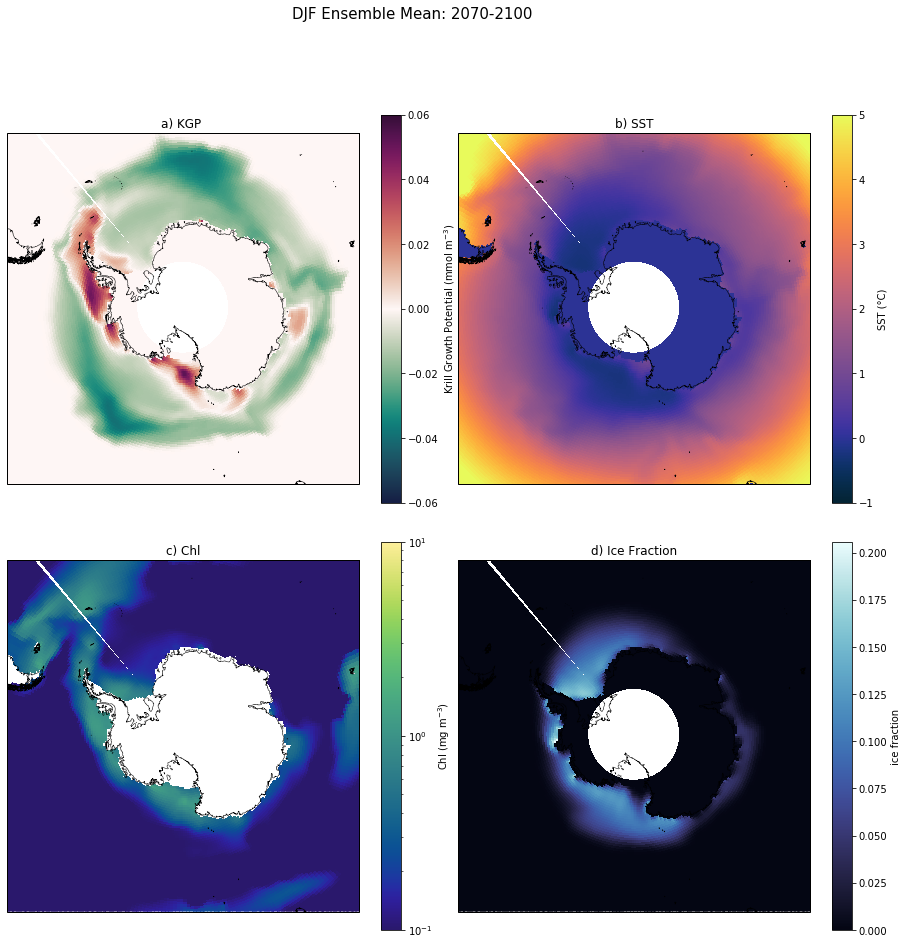 DJF Ensemble Mean: 2070-2100
a) KGP
0.06
0.04
0.02
0.00
−0.02
−0.04
−0.06
Krill Growth Potential (mmol m⁻³)
b) SST
5
4
3
2
1
0
−1
SST (°C)
c) Chl
10¹
10⁰
10⁻¹
Chl (mg m⁻³)
d) Ice Fraction
0.200
0.175
0.150
0.125
0.100
0.075
0.050
0.025
0.000
ice fraction